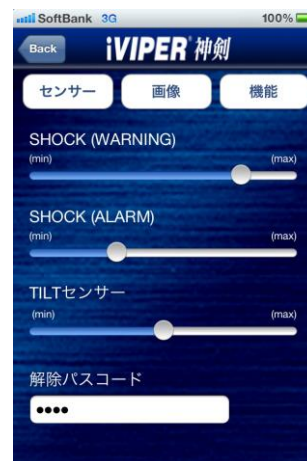 SoftBank 3G 100%
Back iVIPER 神剣
センサー 画像 機能
SHOCK (WARNING)
(min) (max)
SHOCK (ALARM)
(min) (max)
TILTセンサー
(min) (max)
解除パスコード
••••